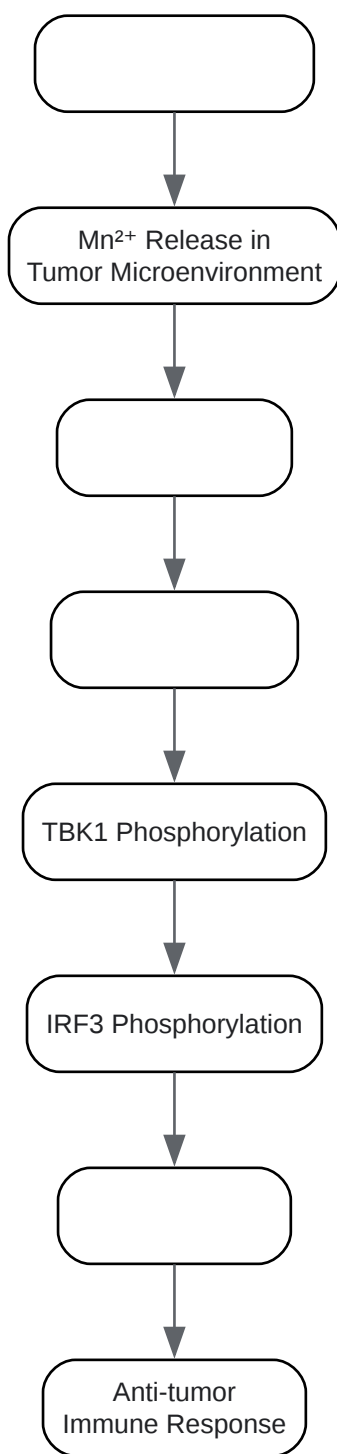 Mn²⁺ Release in
Tumor Microenvironment
TBK1 Phosphorylation
IRF3 Phosphorylation
Anti-tumor
Immune Response